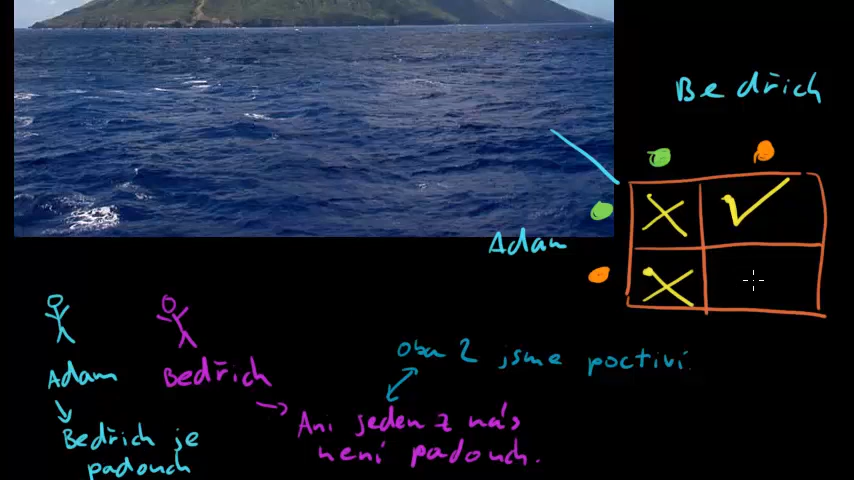 Bedřich
Adam
oba 2 jsme poctiví.
Adam
Bedřich
Ani jeden z nás
není padouch.
Bedřich je
padouch